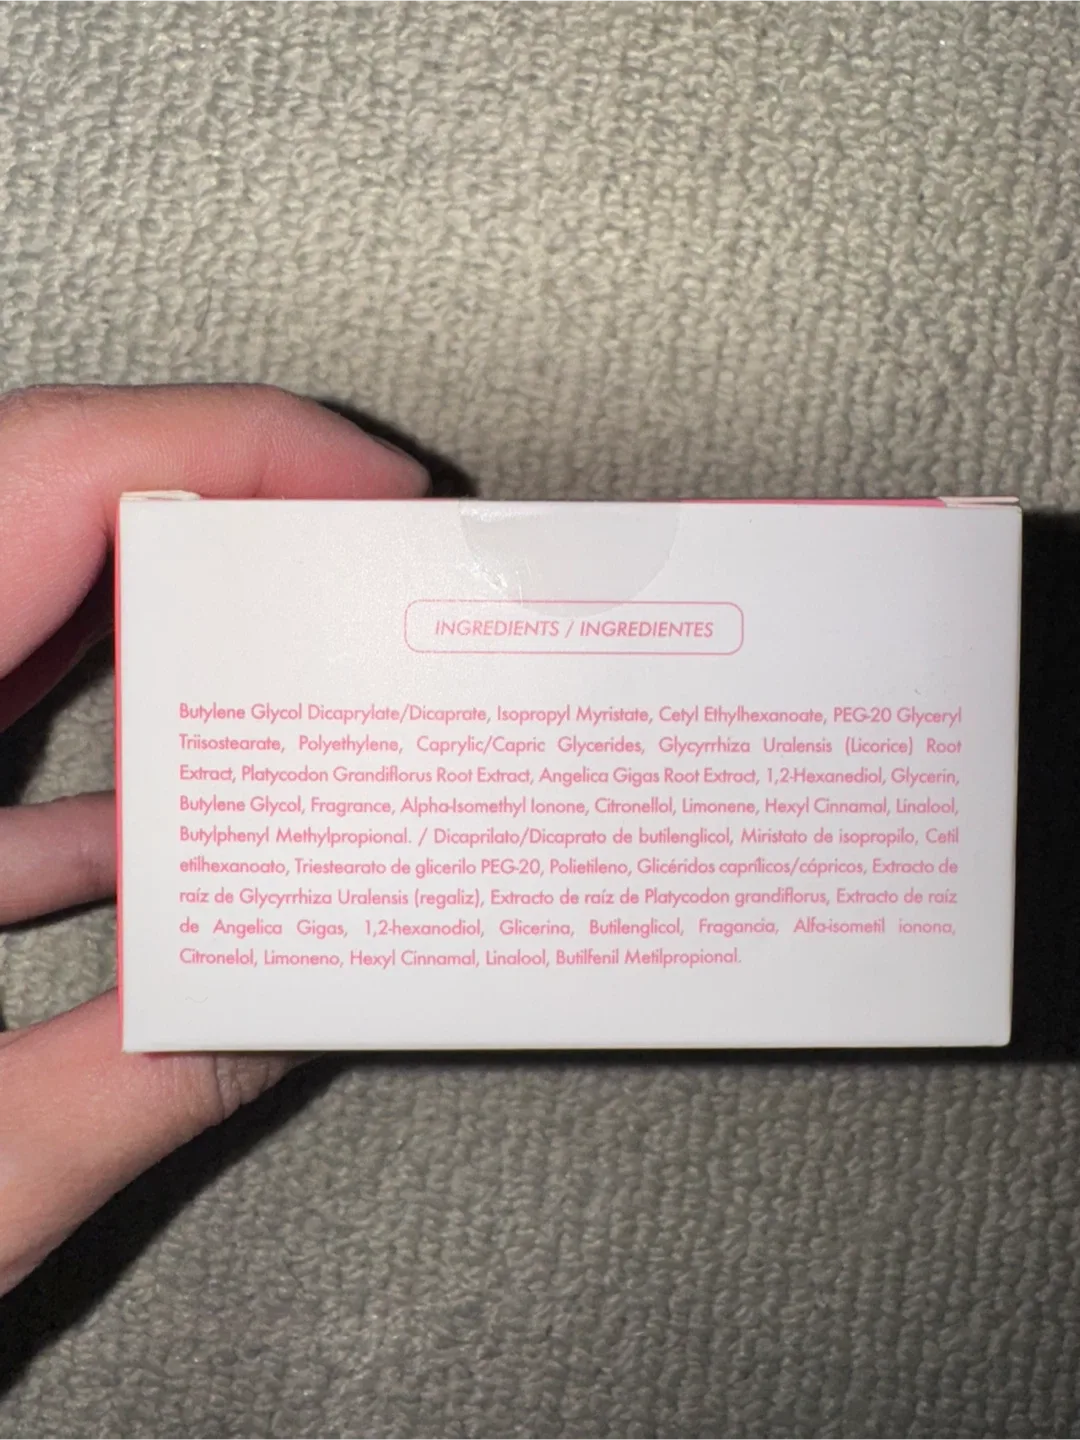 INGREDIENTS / INGREDIENTES
Butylene Glycol Dicaprylate/Dicaprate, Isopropyl Myristate, Cetyl Ethylhexanoate, PEG-20 Glyceryl
Triisostearate, Polyethylene, Caprylic/Capric Glycerides, Glycyrrhiza Uralensis (Licorice) Root
Extract, Platycodon Grandiflorus Root Extract, Angelica Gigas Root Extract, 1,2-Hexanediol, Glycerin,
Butylene Glycol, Fragrance, Alpha-Isomethyl Ionone, Citronellol, Limonene, Hexyl Cinnamal, Linalool,
Butylphenyl Methylpropional. / Dicaprilato/Dicaprato de butilenglicol, Miristato de isopropilo, Cetil
etilhexanoato, Triestearato de glicerilo PEG-20, Polietileno, Glicéridos caprílicos/cápricos, Extracto de
raíz de Glycyrrhiza Uralensis (regaliz), Extracto de raíz de Platycodon grandiflorus, Extracto de raíz
de Angelica Gigas, 1,2-hexanodiol, Glicerina, Butilenglicol, Fragancia, Alfa-isometil ionona,
Citronelol, Limoneno, Hexyl Cinnamal, Linalool, Butilfenil Metilpropional.